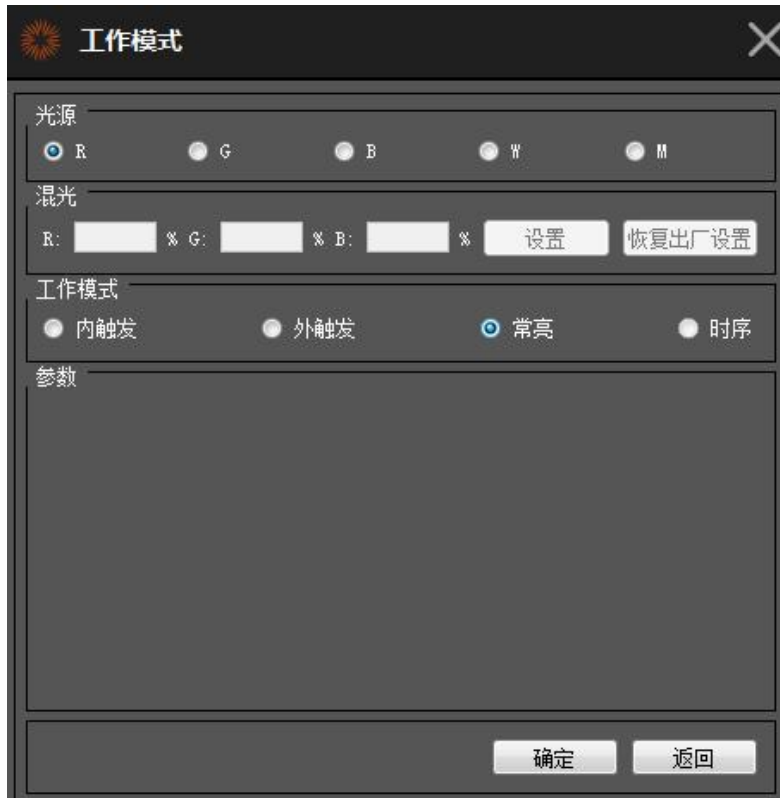 工作模式
光源
R G B W M
混光
R: % G: % B: % 设置 恢复出厂设置
工作模式
内触发 外触发 常亮 时序
参数
确定 返回